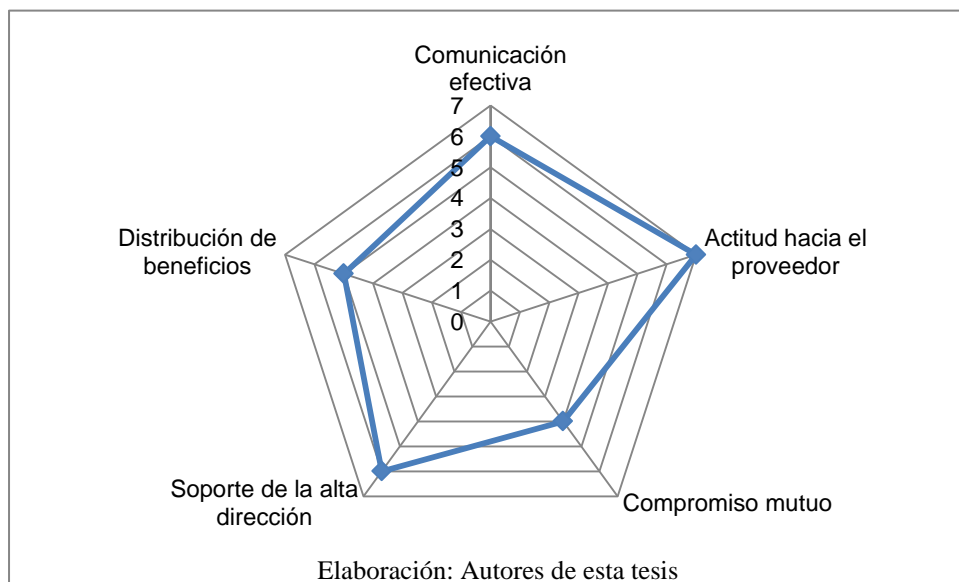 Comunicación
efectiva
7
6
5
4
3
2
1
0
Actitud hacia el
proveedor
Compromiso mutuo
Soporte de la alta
dirección
Distribución de
beneficios
Elaboración: Autores de esta tesis